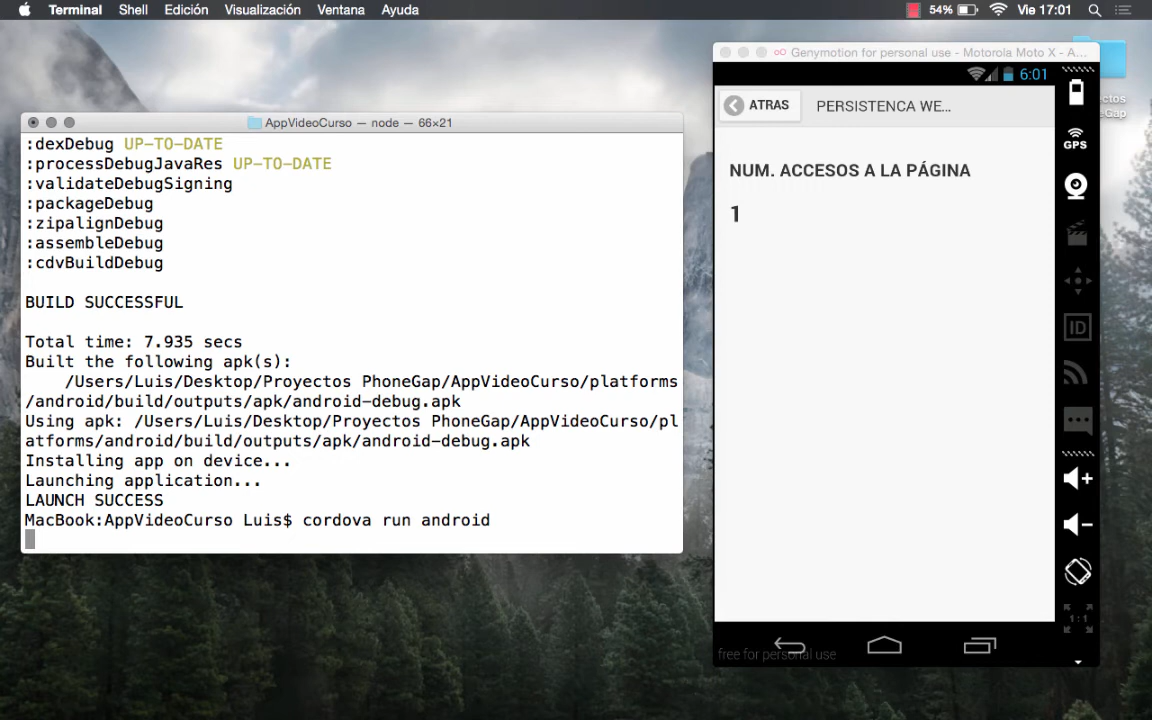 Terminal Shell Edición Visualización Ventana Ayuda 54% Vie 17:01
AppVideoCurso — node — 66×21
:dexDebug UP-TO-DATE
:processDebugJavaRes UP-TO-DATE
:validateDebugSigning
:packageDebug
:zipalignDebug
:assembleDebug
:cdvBuildDebug
BUILD SUCCESSFUL
Total time: 7.935 secs
Built the following apk(s):
/Users/Luis/Desktop/Proyectos PhoneGap/AppVideoCurso/platforms
/android/build/outputs/apk/android-debug.apk
Using apk: /Users/Luis/Desktop/Proyectos PhoneGap/AppVideoCurso/pl
atforms/android/build/outputs/apk/android-debug.apk
Installing app on device...
Launching application...
LAUNCH SUCCESS
MacBook:AppVideoCurso Luis$ cordova run android
Genymotion for personal use - Motorola Moto X - A...
6:01
ATRAS PERSISTENCA WE...
NUM. ACCESOS A LA PÁGINA
1
free for personal use
GPS
ID
1:1
ctos
Gap